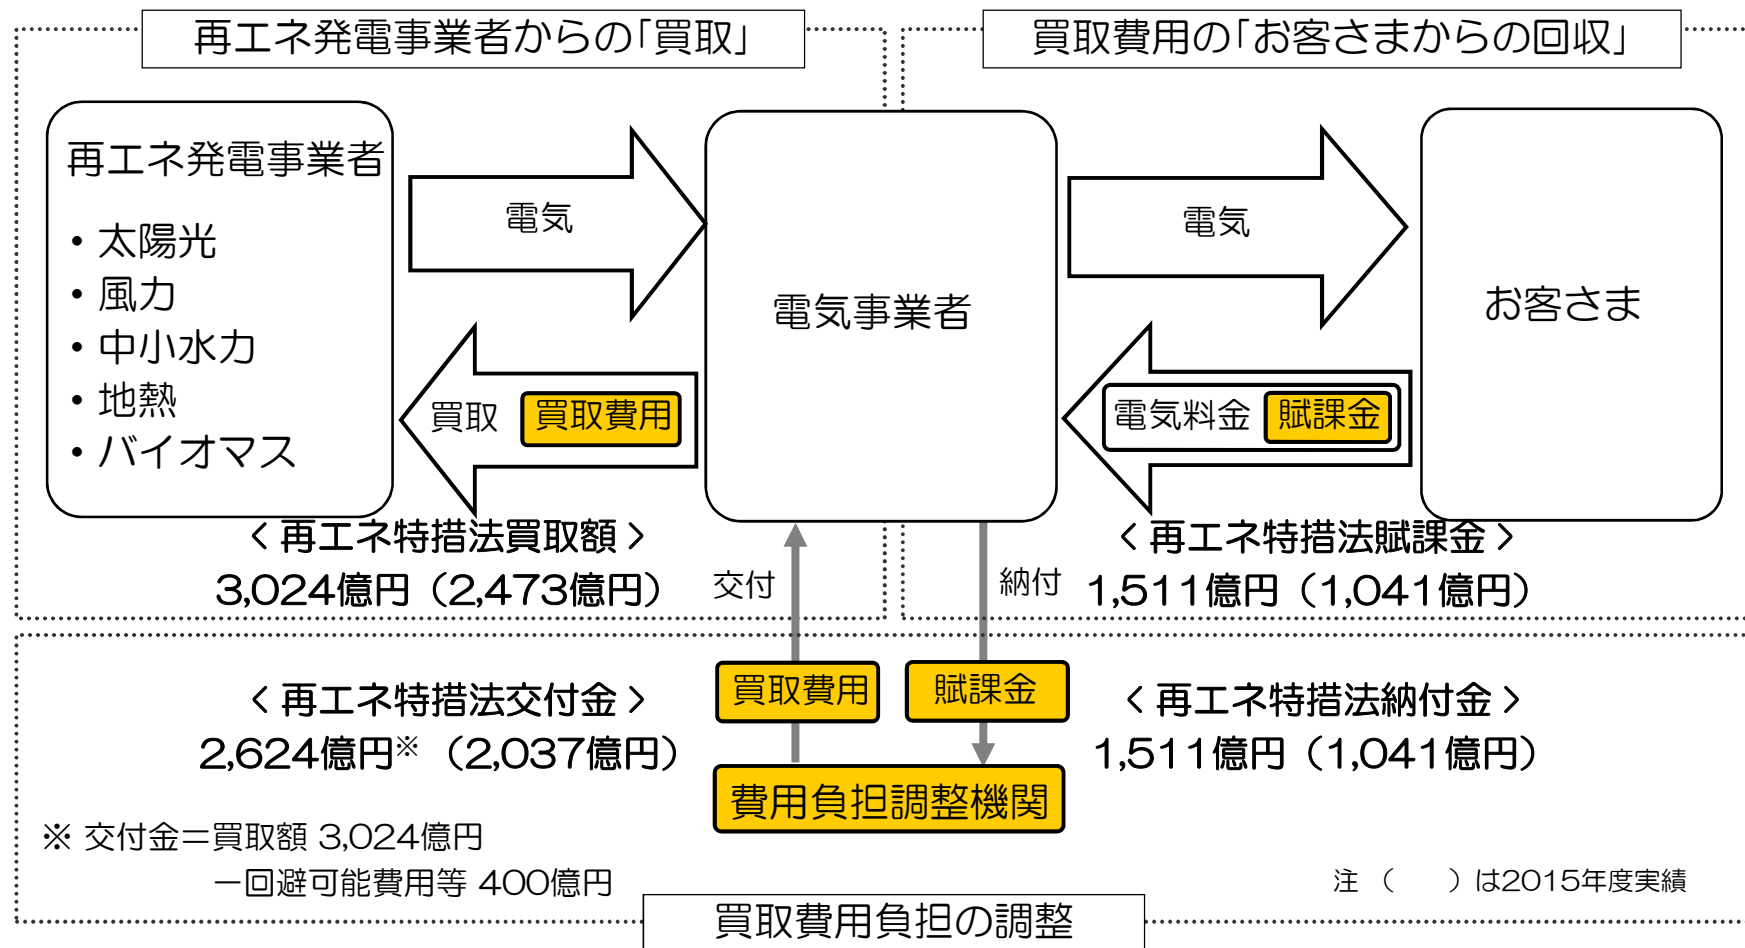 再エネ発電事業者からの「買取」
買取費用の「お客さまからの回収」
再エネ発電事業者
・太陽光
・風力
・中小水力
・地熱
・バイオマス
電気
電気事業者
電気
お客さま
買取 買取費用
電気料金 賦課金
＜再エネ特措法買取額＞
3,024億円（2,473億円）
交付
納付
＜再エネ特措法賦課金＞
1,511億円（1,041億円）
＜再エネ特措法交付金＞
2,624億円※（2,037億円）
買取費用
賦課金
＜再エネ特措法納付金＞
1,511億円（1,041億円）
費用負担調整機関
※ 交付金＝買取額 3,024億円
－回避可能費用等 400億円
注（　　）は2015年度実績
買取費用負担の調整